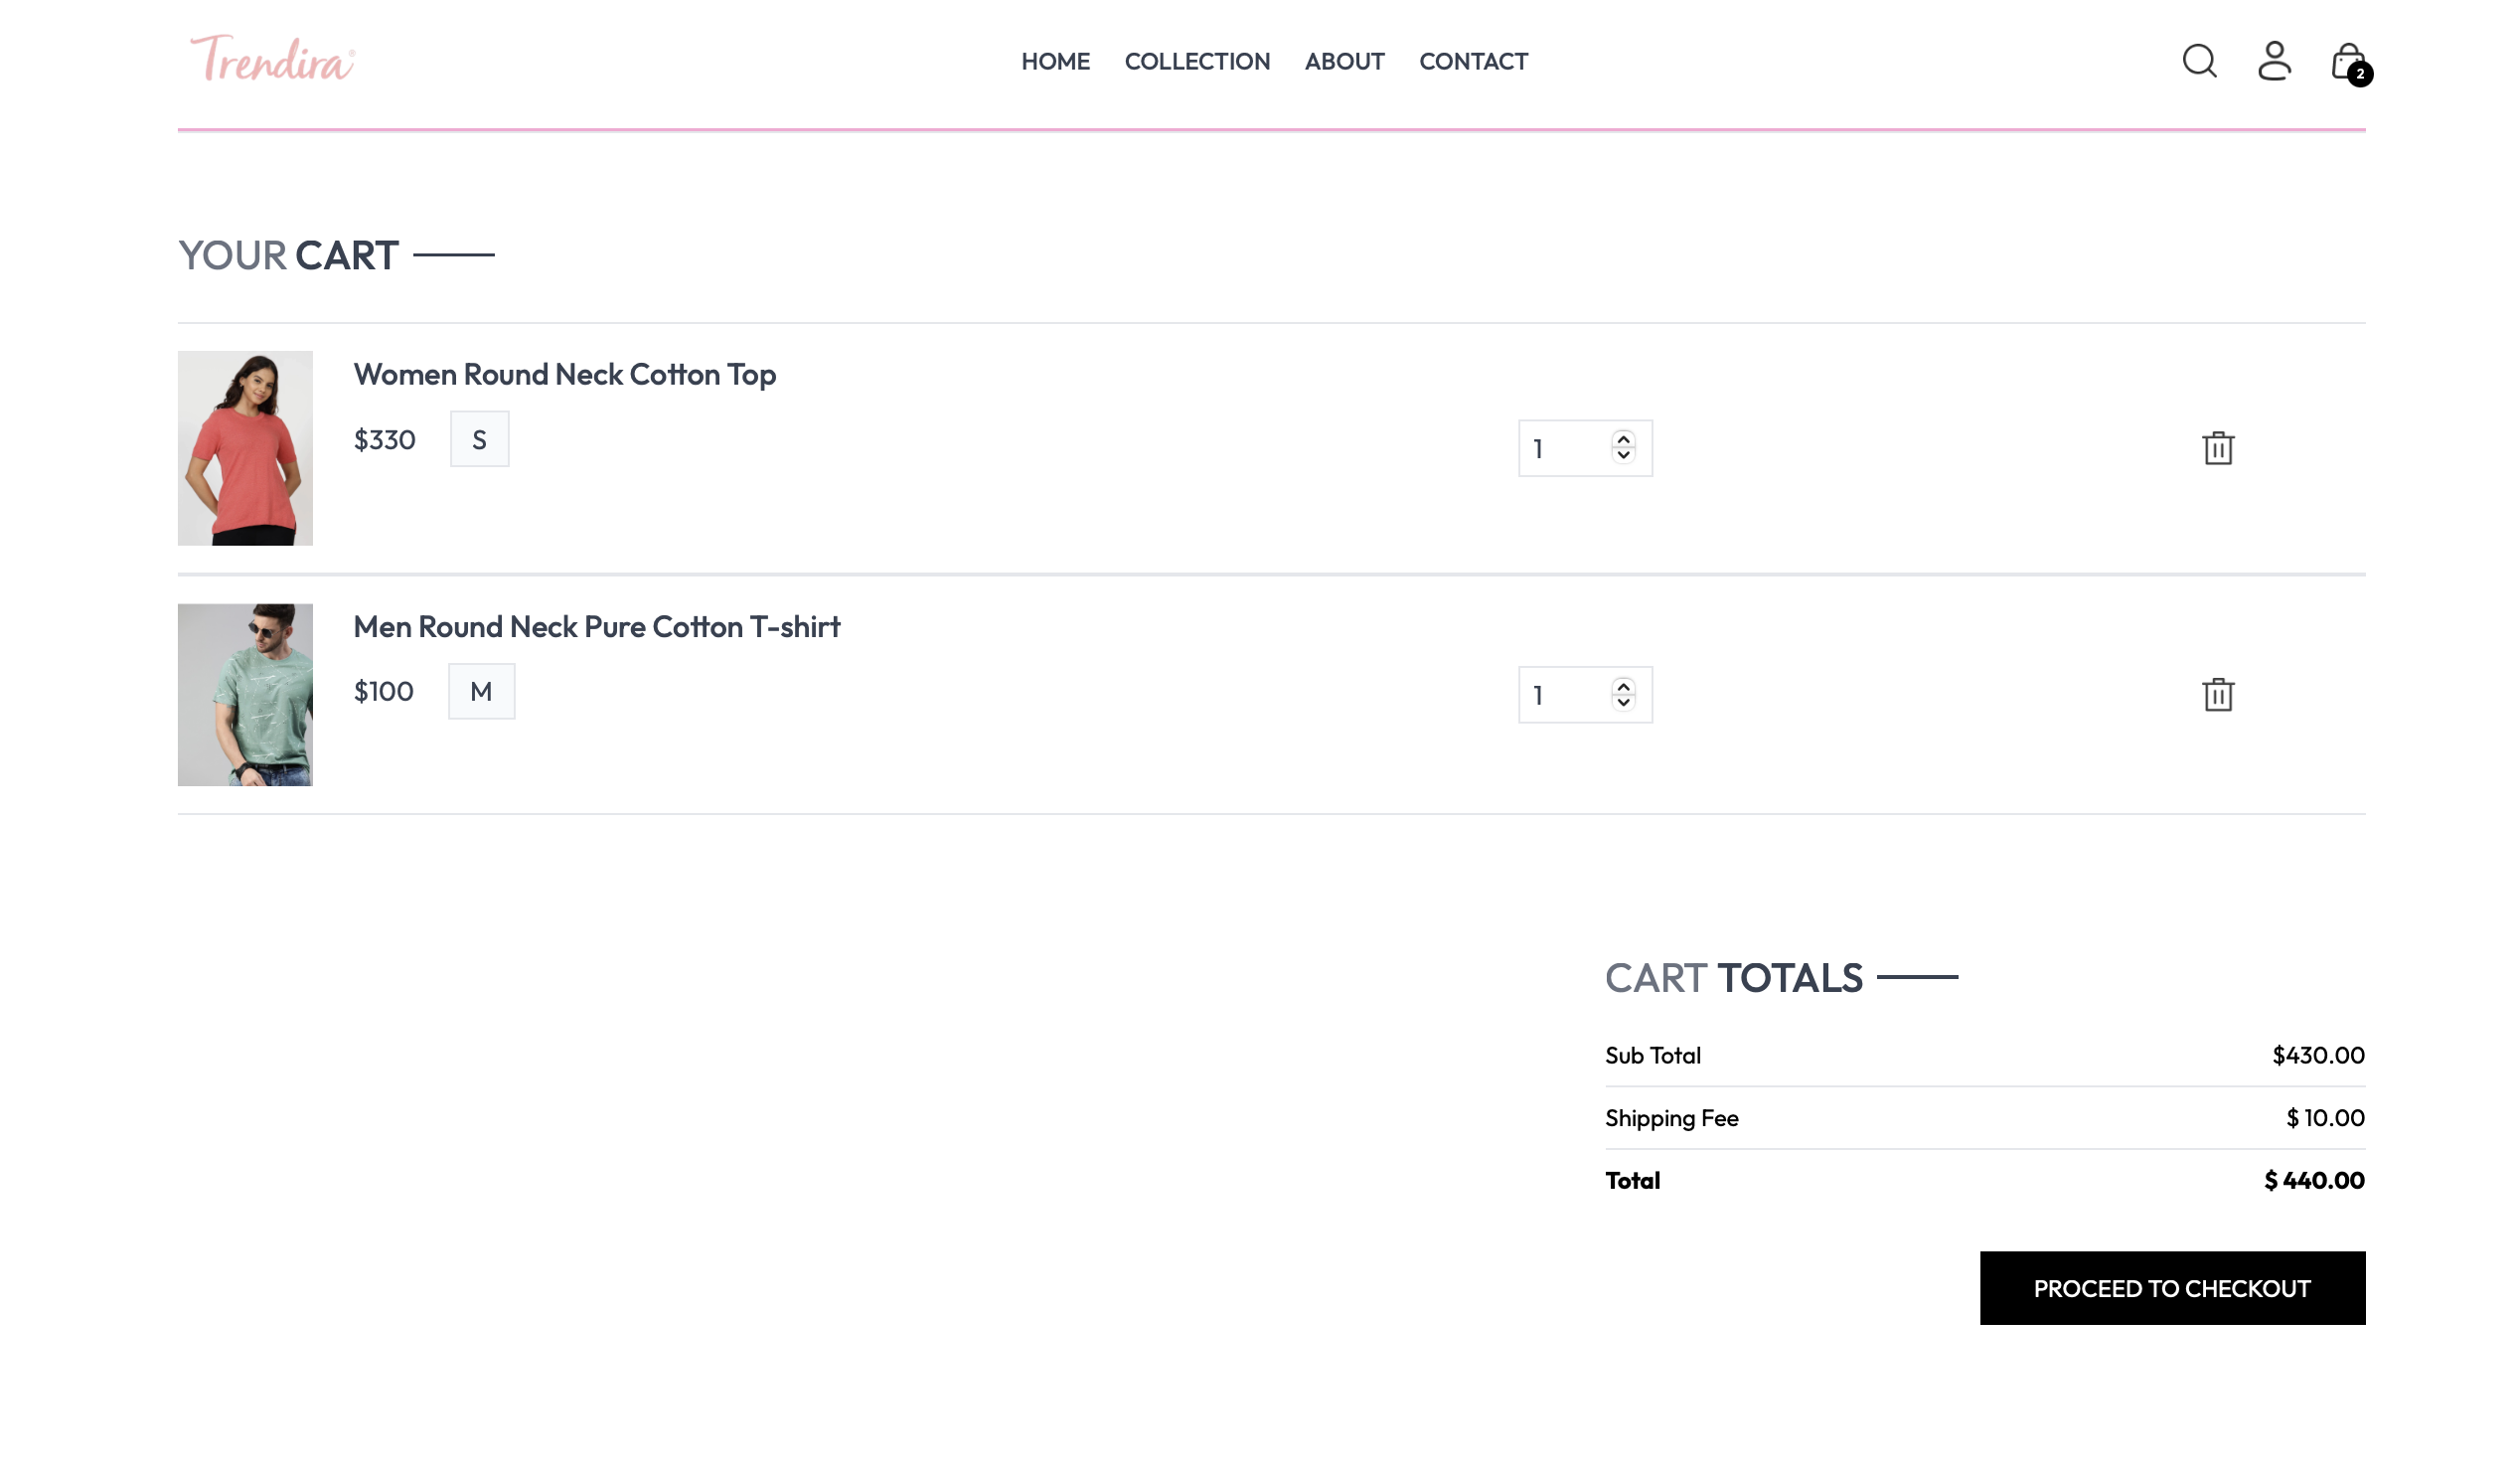 Trendira®
HOME COLLECTION ABOUT CONTACT
2
YOUR CART
Women Round Neck Cotton Top
$330 S
1
Men Round Neck Pure Cotton T-shirt
$100 M
1
CART TOTALS
Sub Total $430.00
Shipping Fee $ 10.00
Total $ 440.00
PROCEED TO CHECKOUT